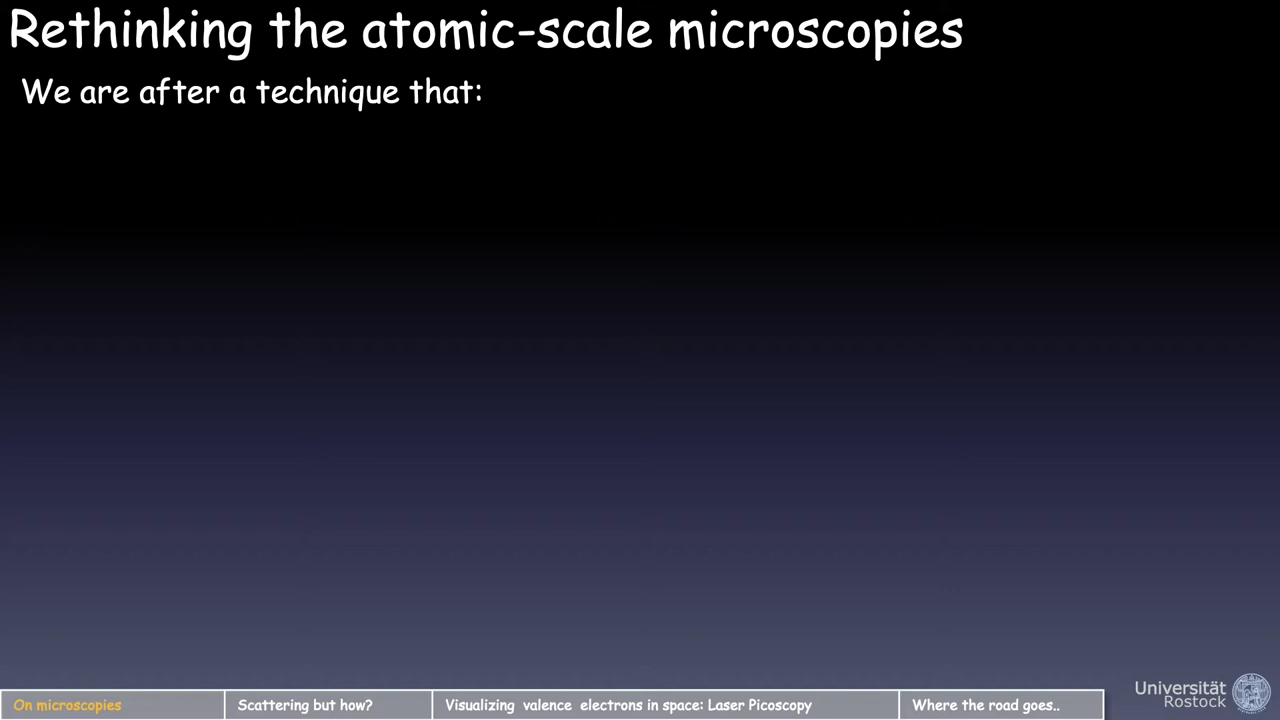 Rethinking the atomic-scale microscopies
We are after a technique that:
On microscopies
Scattering but how?
Visualizing valence electrons in space: Laser Picoscopy
Where the road goes..
Universität
Rostock